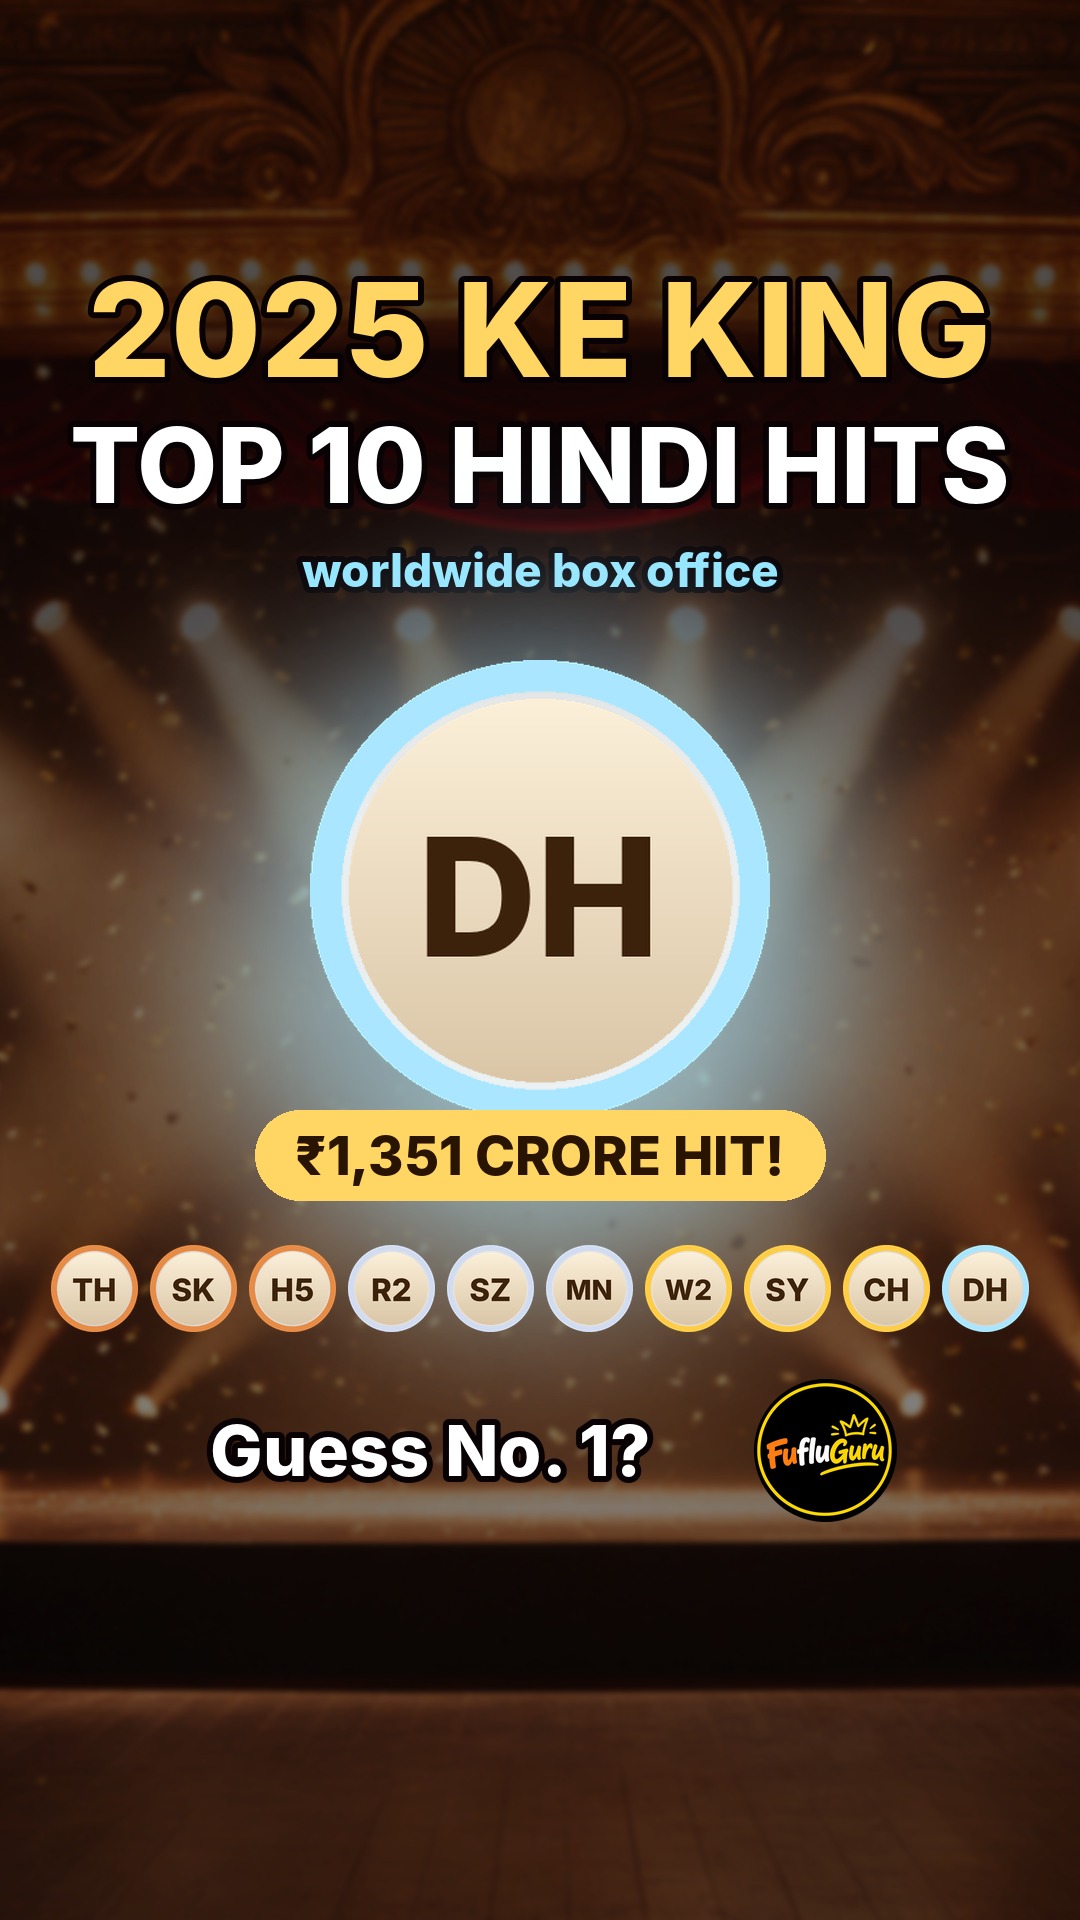 2025 KE KING
TOP 10 HINDI HITS
worldwide box office
DH
₹1,351 CRORE HIT!
TH SK H5 R2 SZ MN W2 SY CH DH
Guess No. 1?
FufluGuru